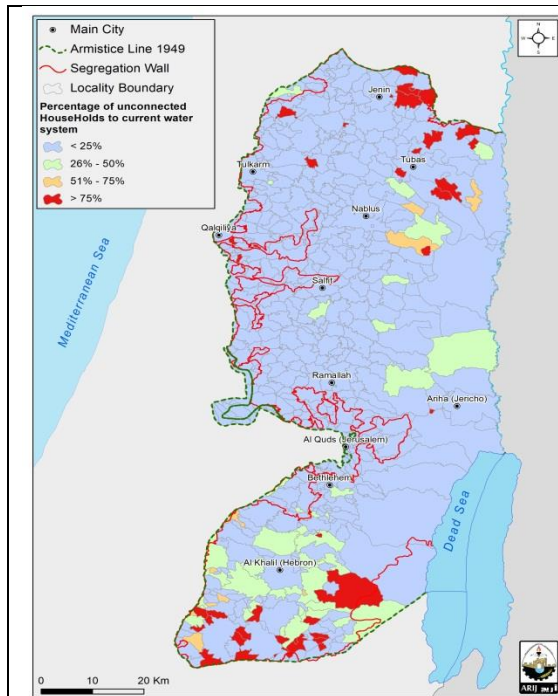 Main City
Armistice Line 1949
Segregation Wall
Locality Boundary
Percentage of unconnected
HouseHolds to current water
system
< 25%
26% - 50%
51% - 75%
> 75%
N
W
E
S
Jenin
Tulkarm
Tubas
Nablus
Qalqiliya
Salfit
Mediterranean Sea
Ramallah
Ariha (Jericho)
Al Quds (Jerusalem)
Bethlehem
Dead Sea
Al Khalil (Hebron)
0 10 20 Km
ARIJ